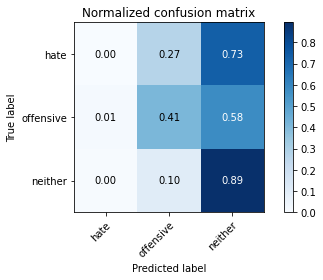 Normalized confusion matrix
True label
hate 0.00 0.27 0.73
offensive 0.01 0.41 0.58
neither 0.00 0.10 0.89
hate offensive neither
Predicted label
0.8
0.7
0.6
0.5
0.4
0.3
0.2
0.1
0.0